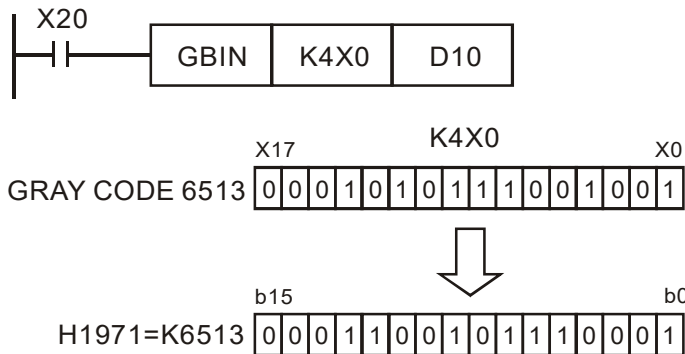 X20
GBIN K4X0 D10
K4X0
X17 X0
GRAY CODE 6513 0 0 0 1 0 1 0 1 1 1 0 0 1 0 0 1
b15 b0
H1971=K6513 0 0 0 1 1 0 0 1 0 1 1 1 0 0 0 1